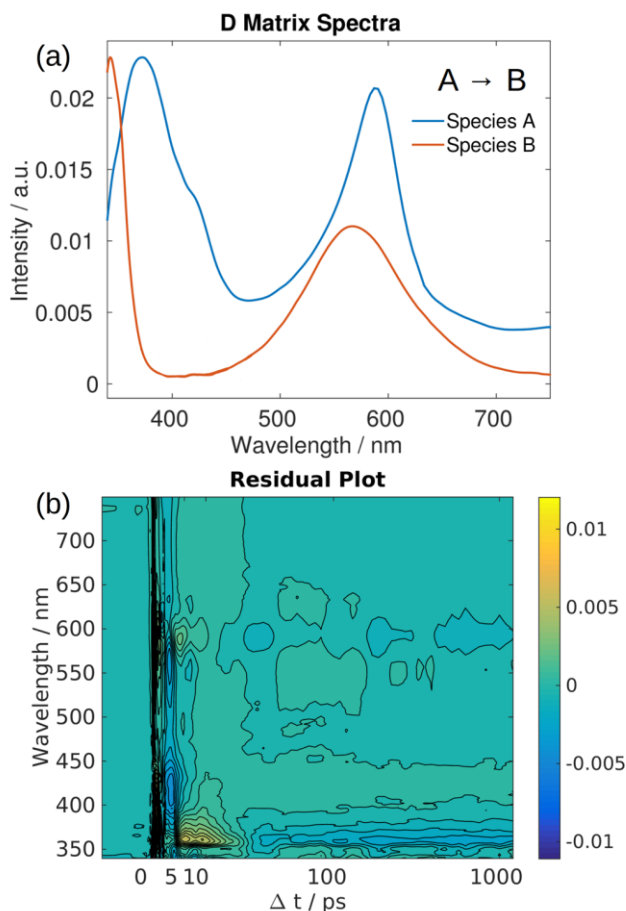 D Matrix Spectra
(a)
A → B
Species A
Species B
0.02
0.015
0.01
0.005
0
Intensity / a.u.
400
500
600
700
Wavelength / nm
Residual Plot
(b)
700
650
600
550
500
450
400
350
Wavelength / nm
0
5
10
100
1000
Δ t / ps
0.01
0.005
0
-0.005
-0.01